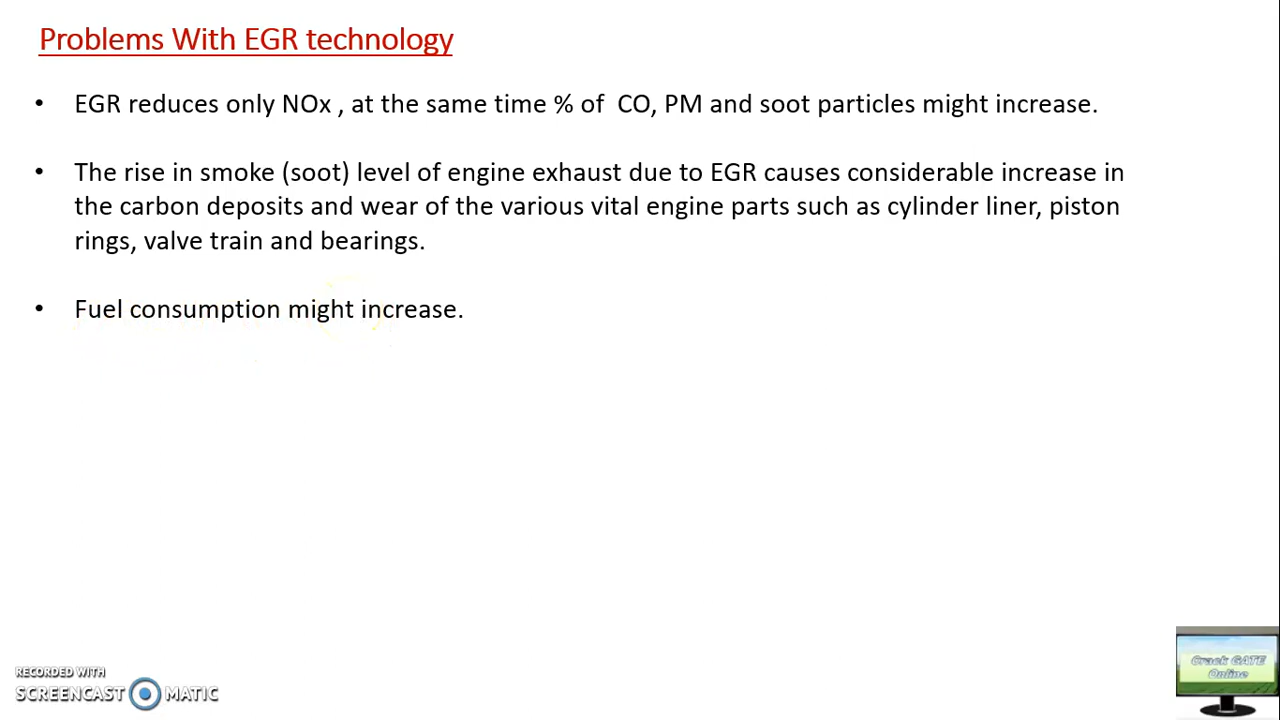 Problems With EGR technology
• EGR reduces only NOx , at the same time % of  CO, PM and soot particles might increase.
• The rise in smoke (soot) level of engine exhaust due to EGR causes considerable increase in
the carbon deposits and wear of the various vital engine parts such as cylinder liner, piston
rings, valve train and bearings.
• Fuel consumption might increase.
RECORDED WITH
SCREENCAST MATIC
Crack GATE
Online